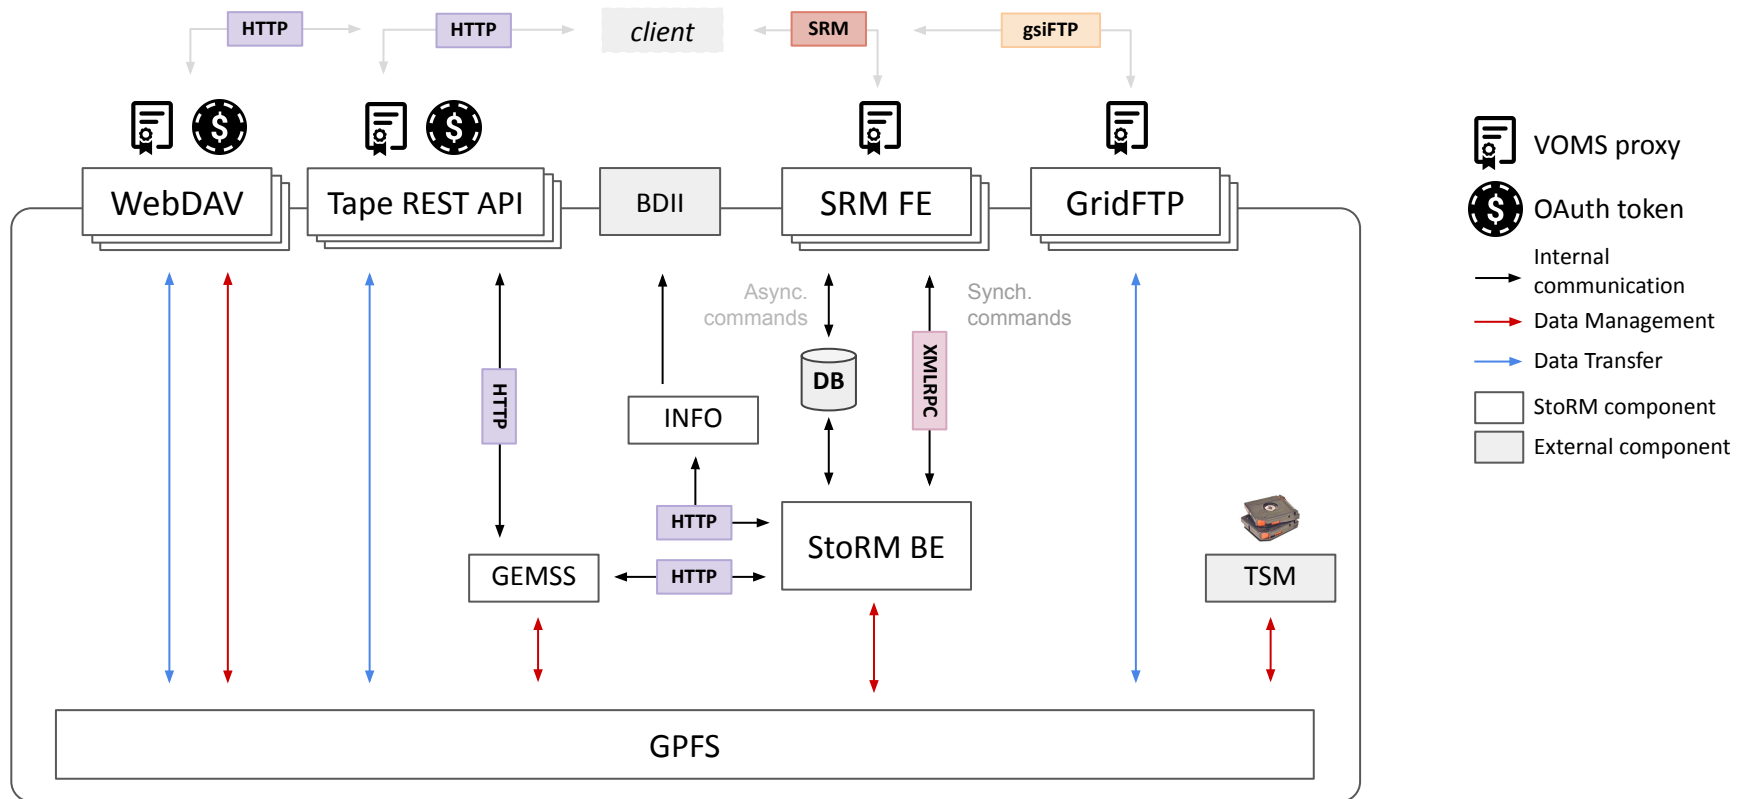 HTTP
HTTP
client
SRM
gsiFTP
WebDAV
Tape REST API
BDII
SRM FE
GridFTP
VOMS proxy
OAuth token
Internal
communication
Data Management
Data Transfer
StoRM component
External component
Async.
commands
Synch.
commands
HTTP
INFO
DB
XMLRPC
HTTP
StoRM BE
GEMSS
HTTP
TSM
GPFS